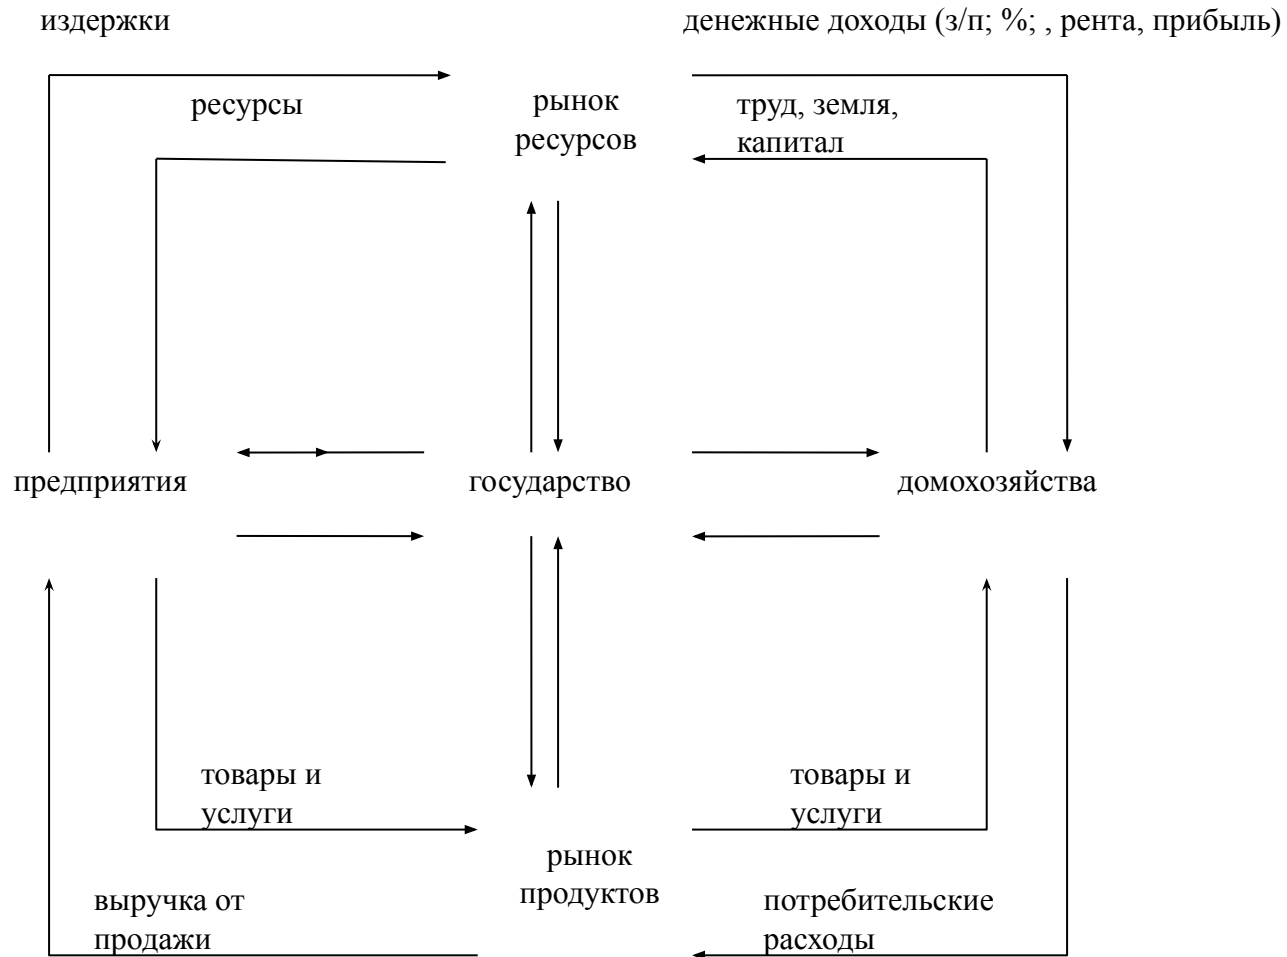 издержки
денежные доходы (з/п; %; , рента, прибыль)
ресурсы
рынок
ресурсов
труд, земля,
капитал
предприятия
государство
домохозяйства
товары и
услуги
товары и
услуги
рынок
продуктов
выручка от
продажи
потребительские
расходы